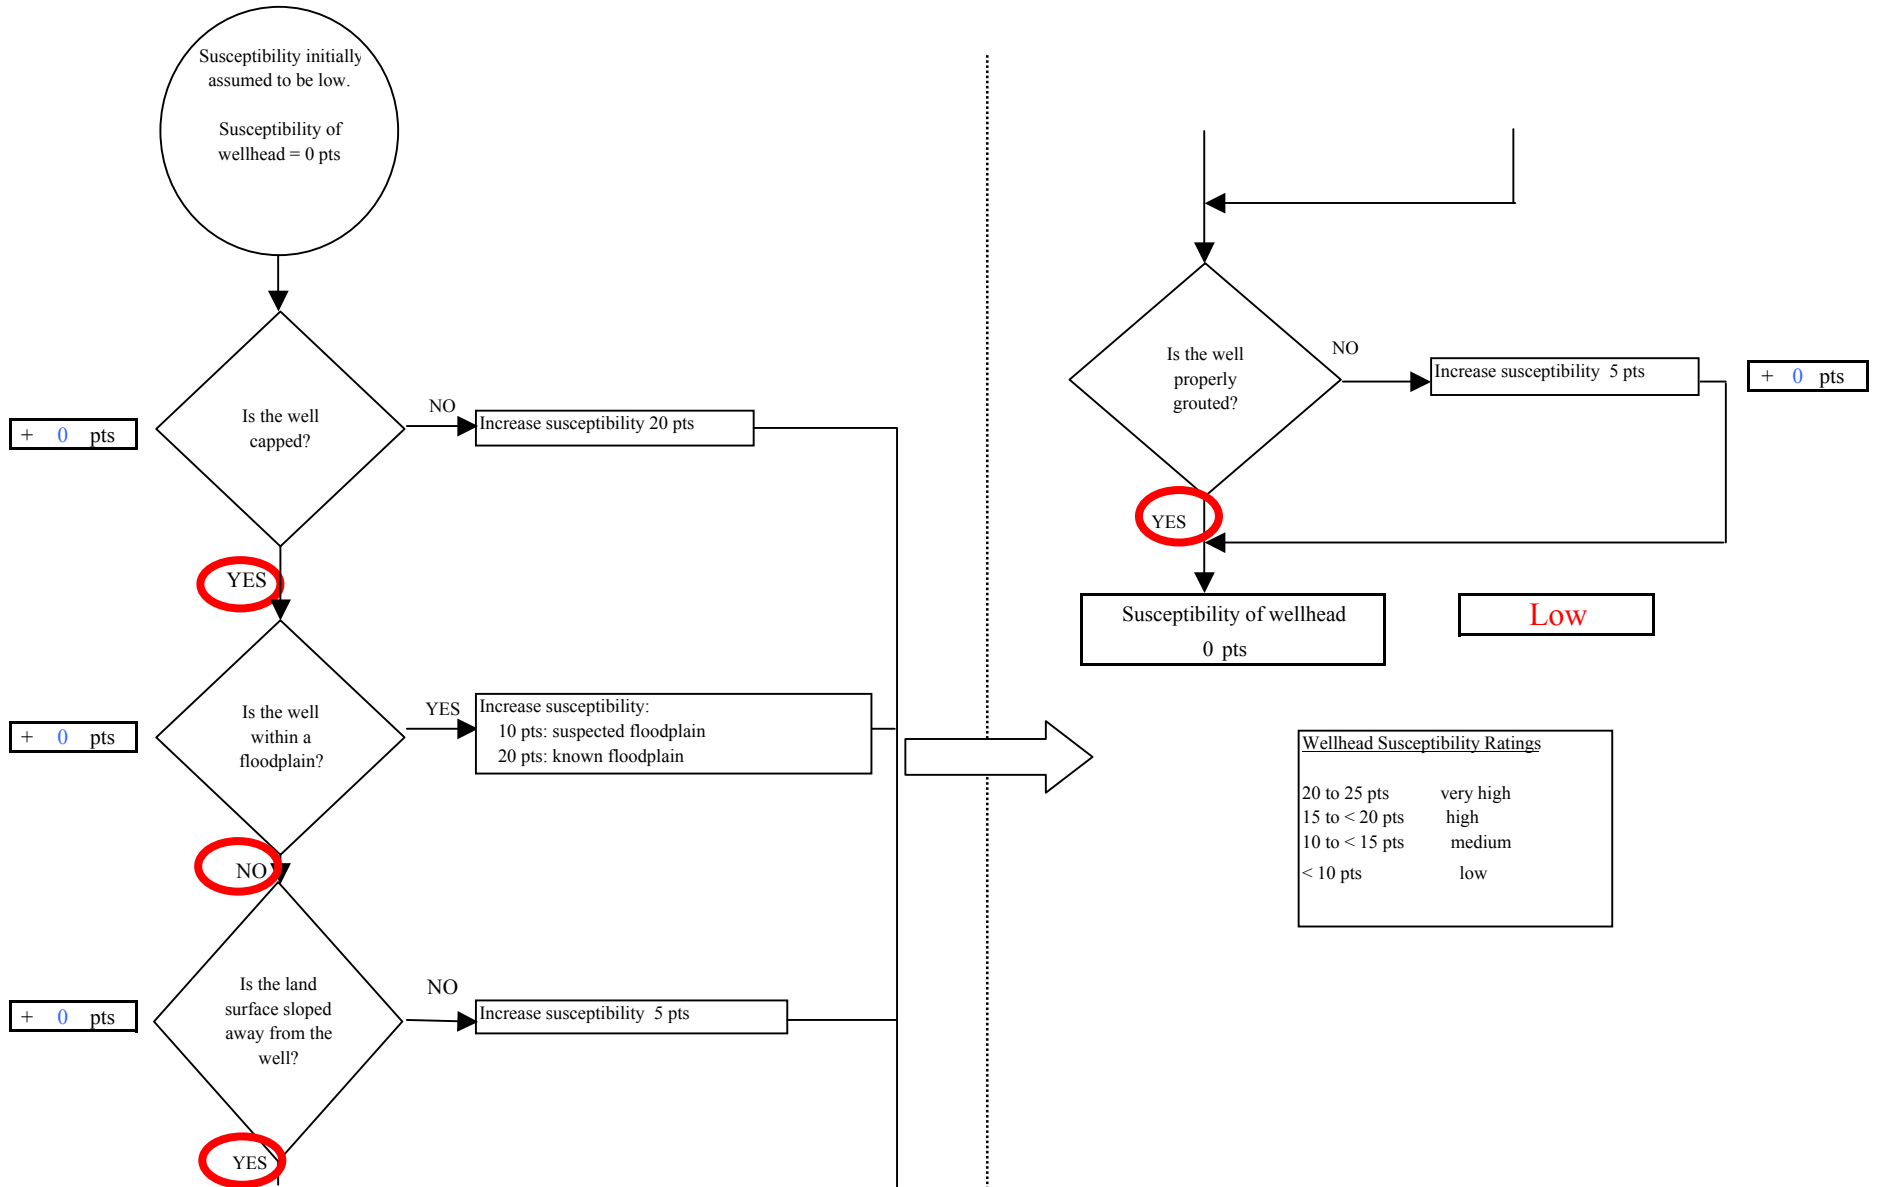 Susceptibility initially
assumed to be low.
Susceptibility of
wellhead = 0 pts
Is the well
capped?
NO
Increase susceptibility 20 pts
+ 0 pts
YES
Is the well
within a
floodplain?
YES
Increase susceptibility:
10 pts: suspected floodplain
20 pts: known floodplain
+ 0 pts
NO
Is the land
surface sloped
away from the
well?
NO
Increase susceptibility 5 pts
+ 0 pts
YES
Is the well
properly
grouted?
NO
Increase susceptibility 5 pts
+ 0 pts
YES
Susceptibility of wellhead
0 pts
Low
Wellhead Susceptibility Ratings
20 to 25 pts very high
15 to < 20 pts high
10 to < 15 pts medium
< 10 pts low